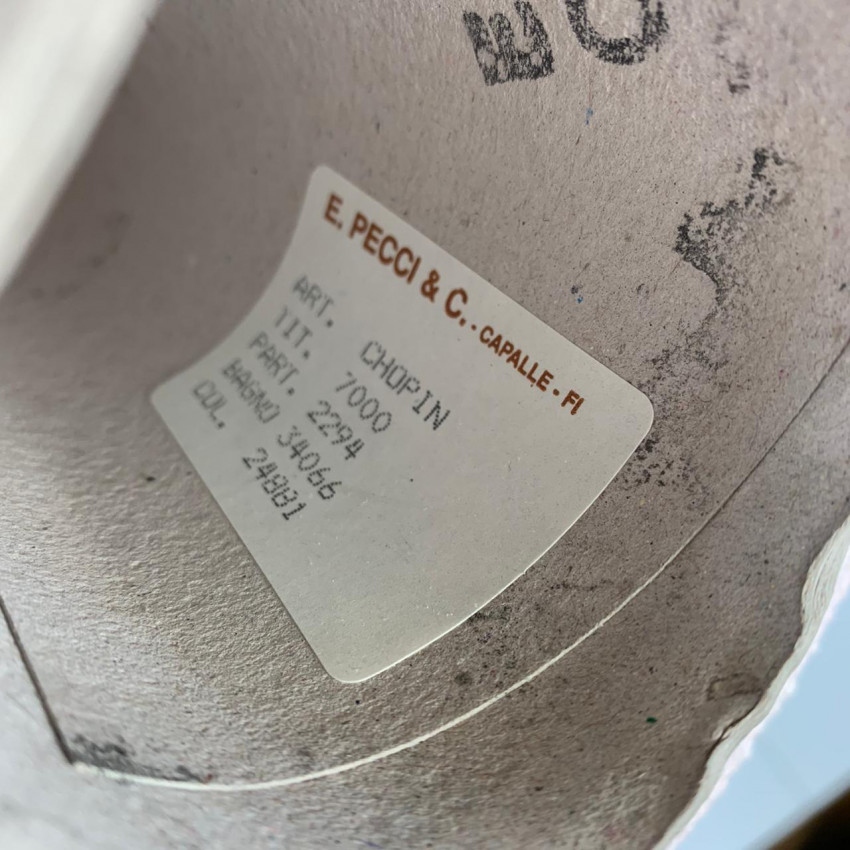 E. PECCI & C. - CAPALLE - FI
ART. CHOPIN
TIT. 7000
PART. 2294
BAGNO 34066
COL. 24881